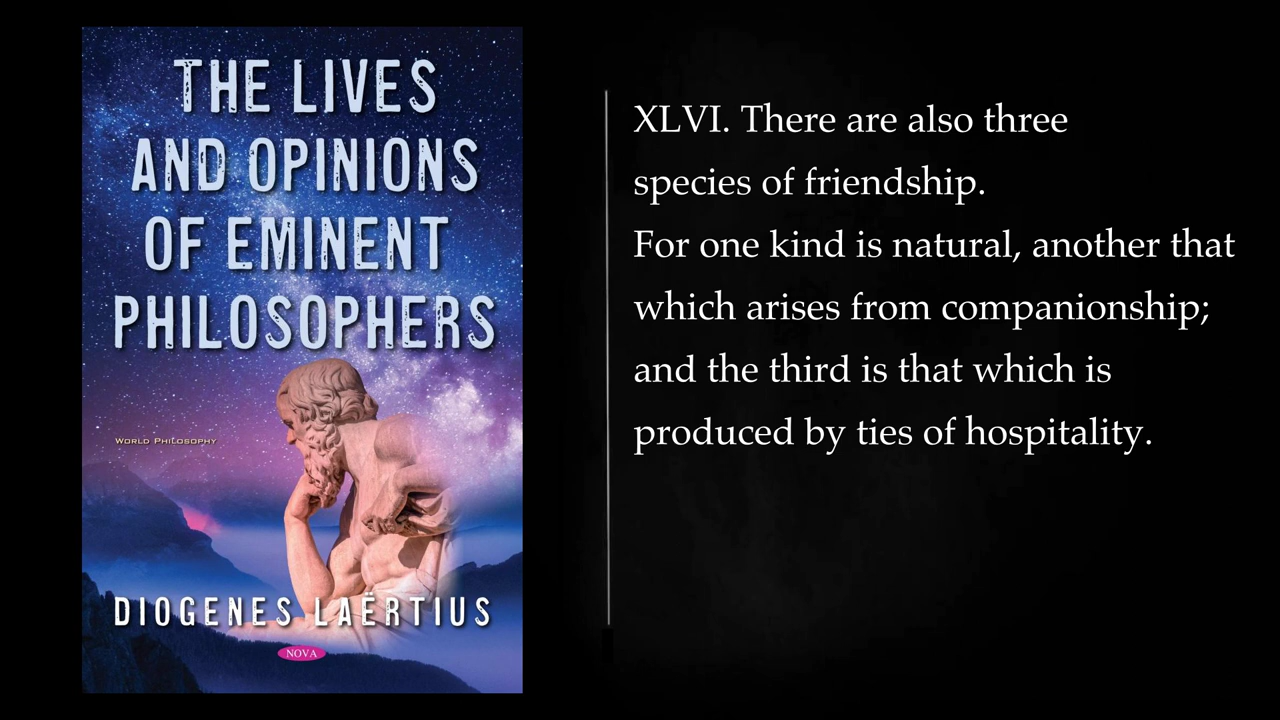 THE LIVES
AND OPINIONS
OF EMINENT
PHILOSOPHERS
WORLD PHILOSOPHY
DIOGENES LAËRTIUS
NOVA
XLVI. There are also three
species of friendship.
For one kind is natural, another that
which arises from companionship;
and the third is that which is
produced by ties of hospitality.